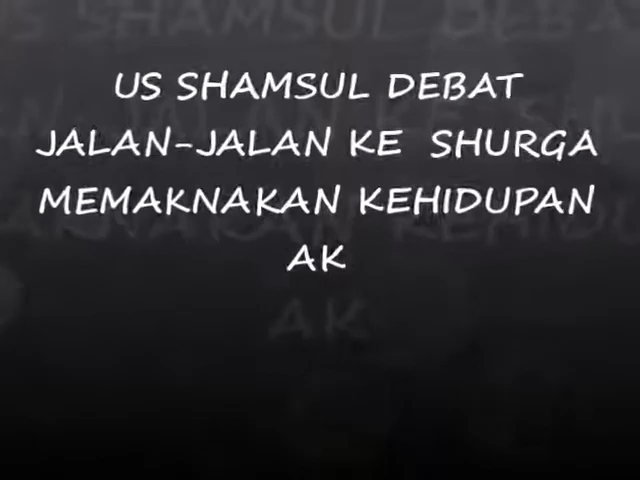 US SHAMSUL DEBAT
JALAN-JALAN KE SHURGA
MEMAKNAKAN KEHIDUPAN
AK